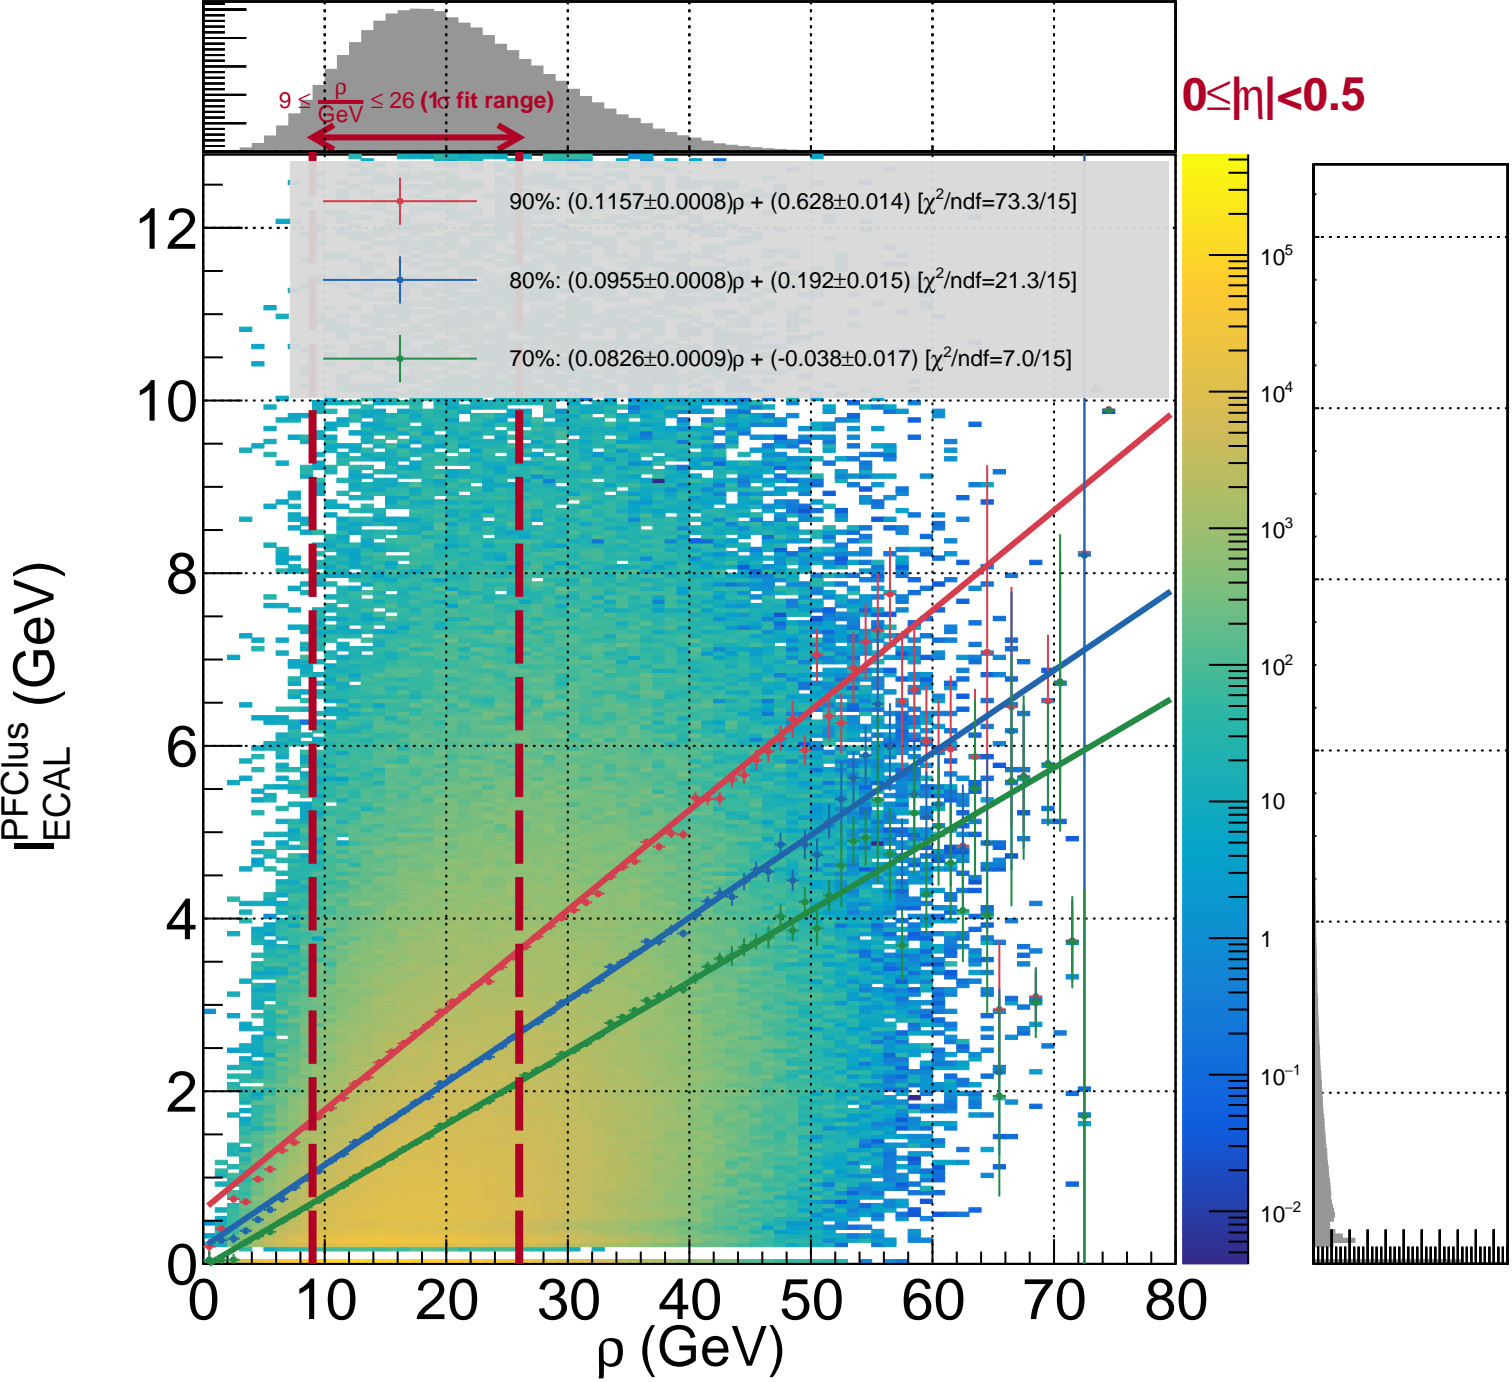 9 ≤ ρ/GeV ≤ 26 (1σ fit range)
0≤|η|<0.5
90%: (0.1157±0.0008)ρ + (0.628±0.014) [χ²/ndf=73.3/15]
80%: (0.0955±0.0008)ρ + (0.192±0.015) [χ²/ndf=21.3/15]
70%: (0.0826±0.0009)ρ + (-0.038±0.017) [χ²/ndf=7.0/15]
12
10
8
6
4
2
0
I_ECAL^PFClus (GeV)
0 10 20 30 40 50 60 70 80
ρ (GeV)
10⁵
10⁴
10³
10²
10
1
10⁻¹
10⁻²